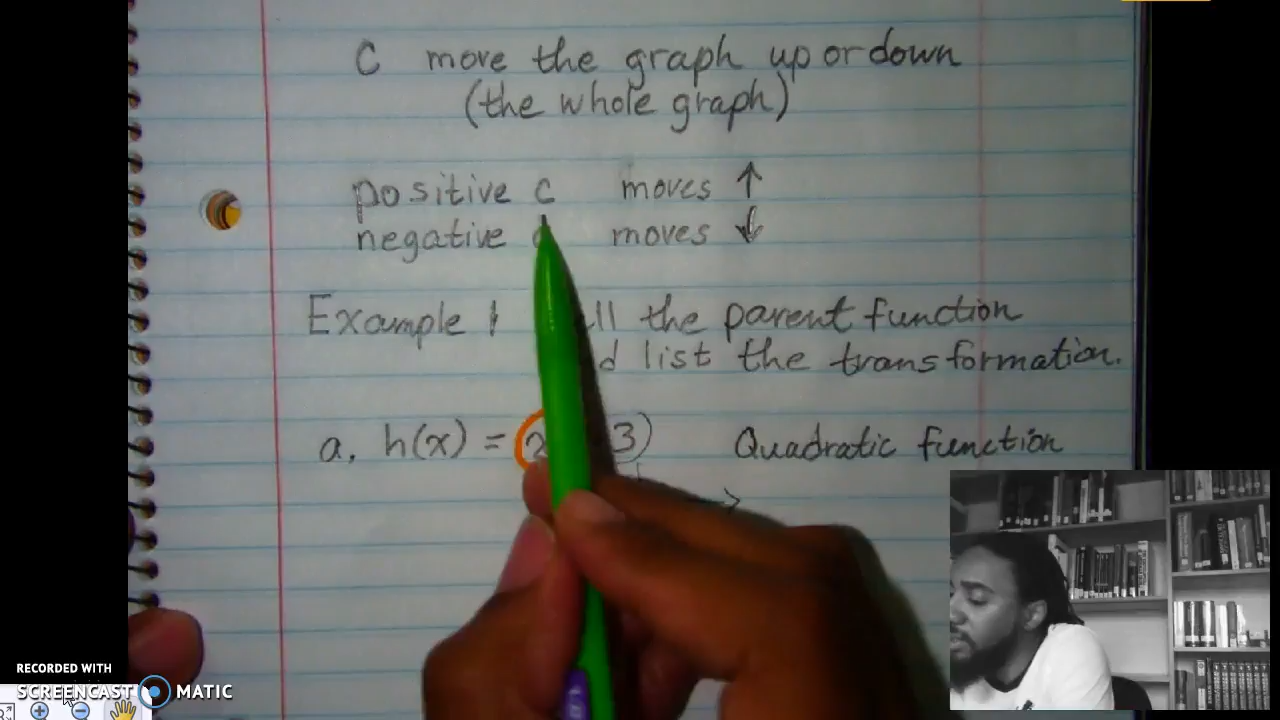 C move the graph up or down
(the whole graph)
positive c moves ↑
negative moves ↓
Example 1 the parent function
list the transformation.
a. h(x) = 3) Quadratic function
RECORDED WITH
SCREENCAST MATIC